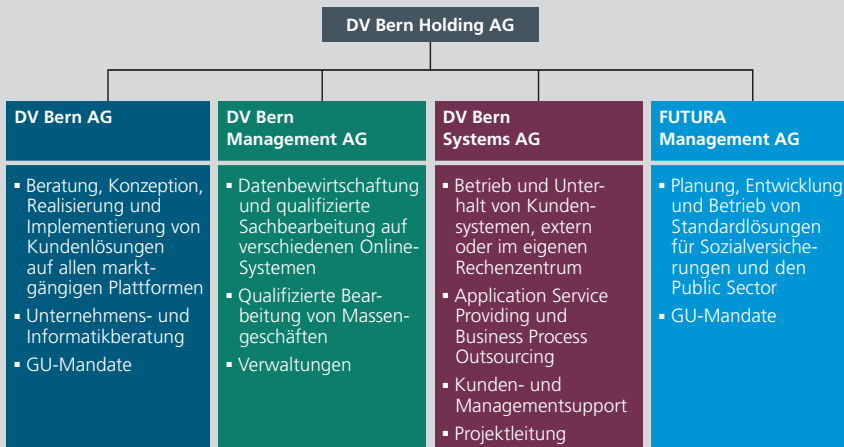 DV Bern Holding AG
DV Bern AG
▪ Beratung, Konzeption,
Realisierung und
Implementierung von
Kundenlösungen
auf allen markt-
gängigen Plattformen
▪ Unternehmens- und
Informatikberatung
▪ GU-Mandate
DV Bern
Management AG
▪ Datenbewirtschaftung
und qualifizierte
Sachbearbeitung auf
verschiedenen Online-
Systemen
▪ Qualifizierte Bear-
beitung von Massen-
geschäften
▪ Verwaltungen
DV Bern
Systems AG
▪ Betrieb und Unter-
halt von Kunden-
systemen, extern
oder im eigenen
Rechenzentrum
▪ Application Service
Providing und
Business Process
Outsourcing
▪ Kunden- und
Managementsupport
▪ Projektleitung
FUTURA
Management AG
▪ Planung, Entwicklung
und Betrieb von
Standardlösungen
für Sozialversiche-
rungen und den
Public Sector
▪ GU-Mandate